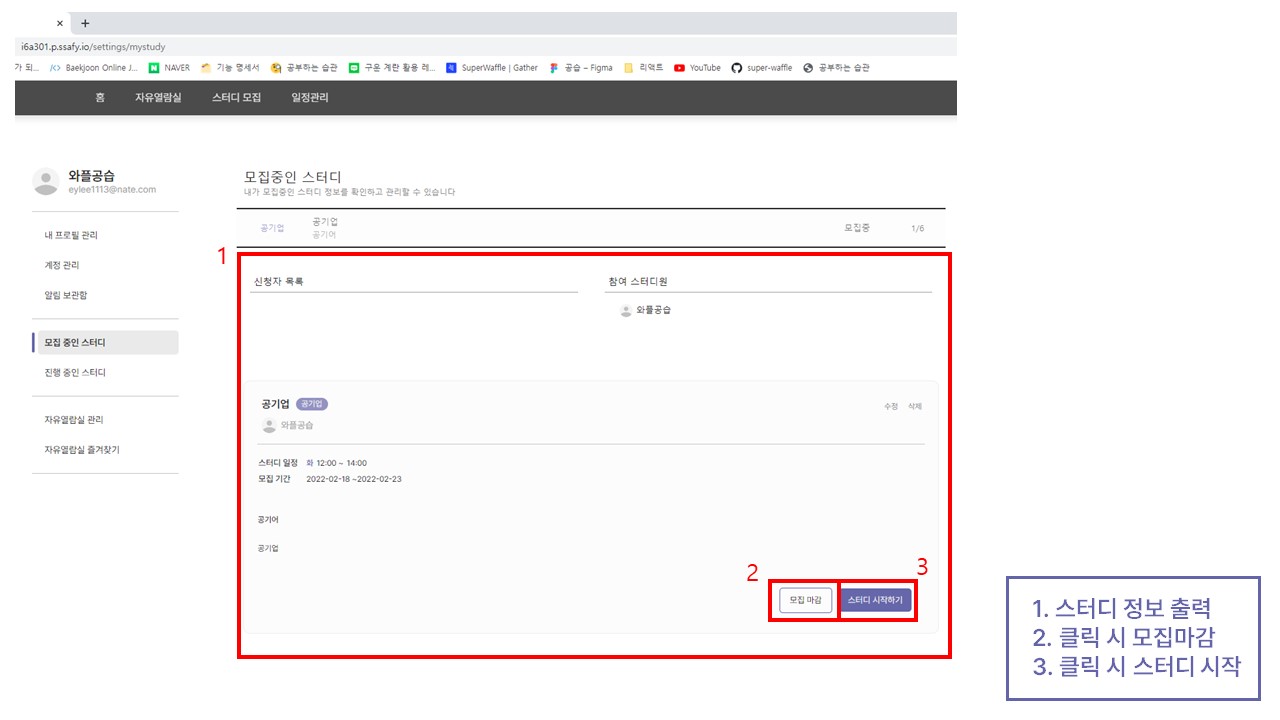 × +
i6a301.p.ssafy.io/settings/mystudy
가 되... Baekjoon Online J... NAVER 기능 명세서 공부하는 습관 구운 계란 활용 레... SuperWaffle | Gather 공습 – Figma 리덕트 YouTube super-waffle 공부하는 습관
홈 자유열람실 스터디 모집 일정관리
와플공습
eylee1113@nate.com
내 프로필 관리
계정 관리
알림 보관함
모집 중인 스터디
진행 중인 스터디
자유열람실 관리
자유열람실 즐겨찾기
모집중인 스터디
내가 모집중인 스터디 정보를 확인하고 관리할 수 있습니다
공기업 공기업 모집중 1/6
공기어
1
신청자 목록 참여 스터디원
와플공습
공기업 공기업 수정 삭제
와플공습
스터디 일정 화 12:00 ~ 14:00
모집 기간 2022-02-18 ~2022-02-23
공기어
공기업
2 3
모집 마감 스터디 시작하기
1. 스터디 정보 출력
2. 클릭 시 모집마감
3. 클릭 시 스터디 시작